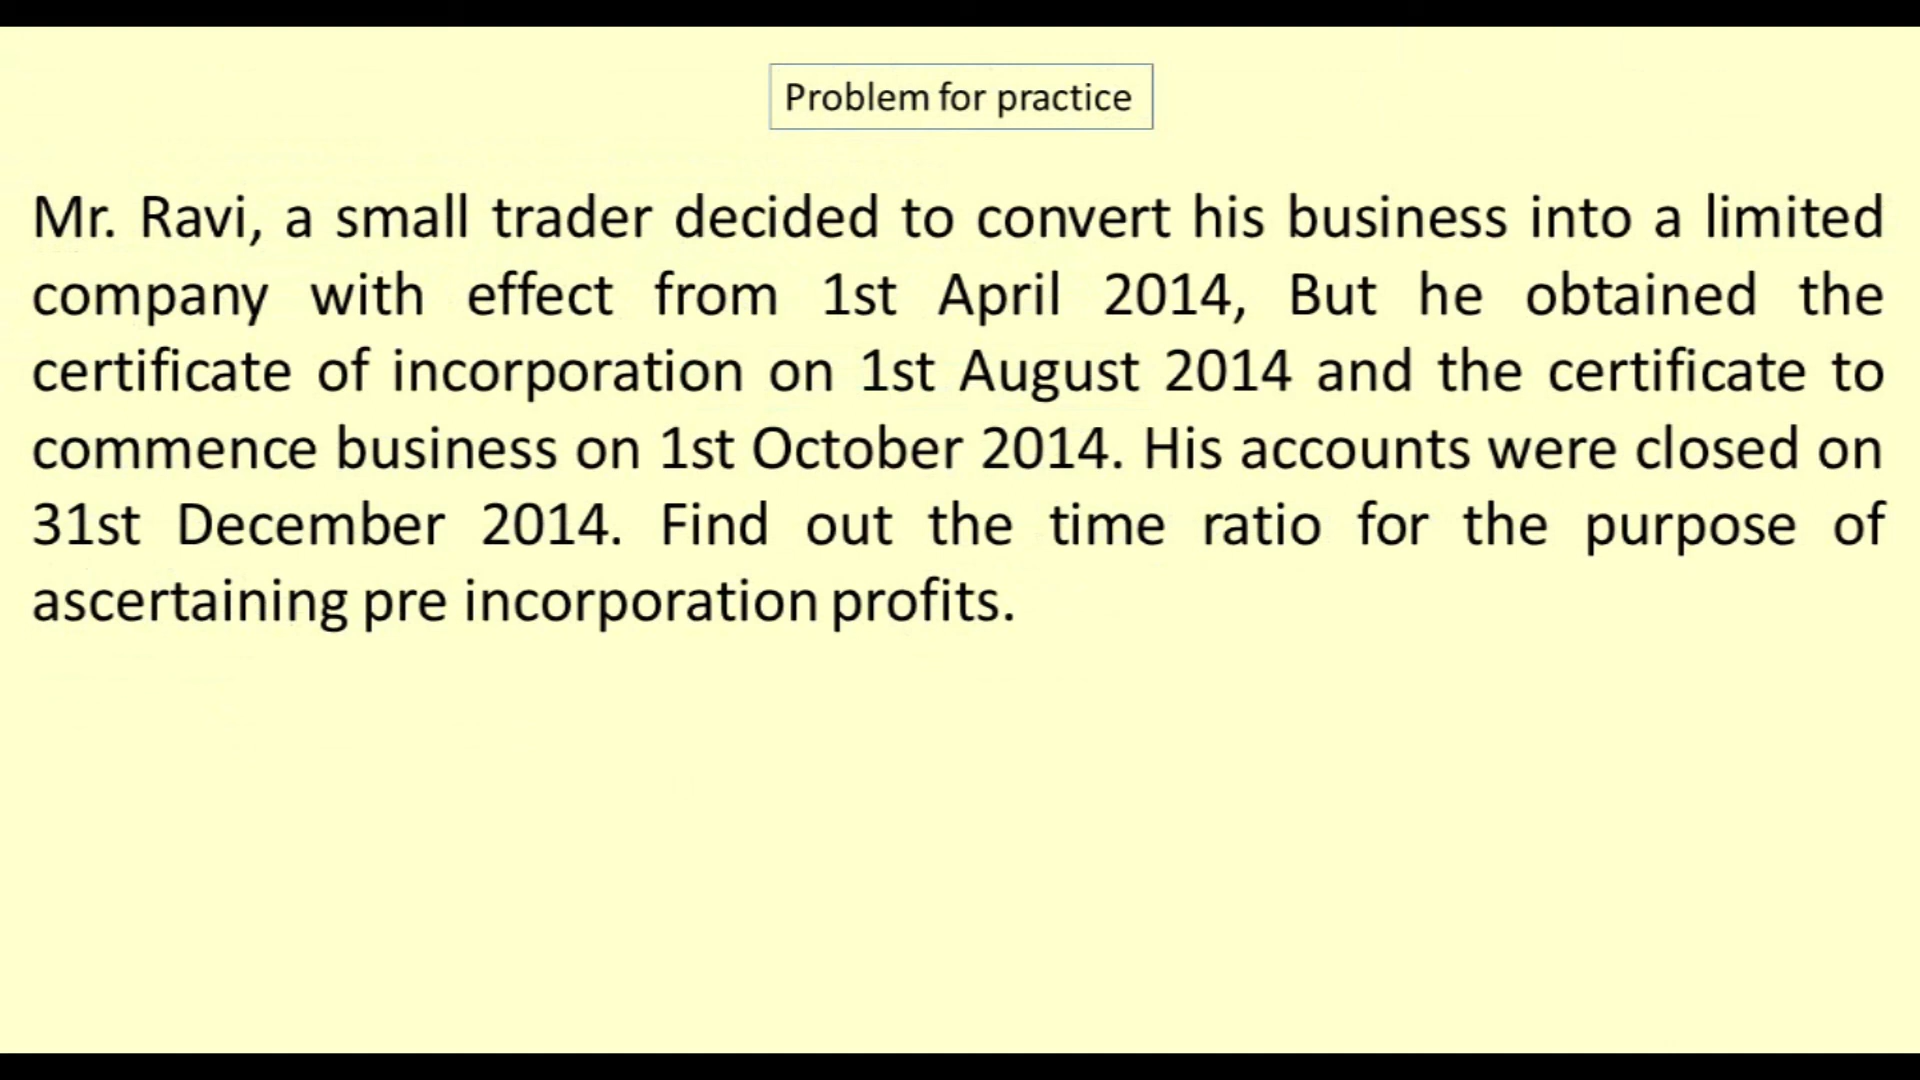 Problem for practice
Mr. Ravi, a small trader decided to convert his business into a limited
company with effect from 1st April 2014, But he obtained the
certificate of incorporation on 1st August 2014 and the certificate to
commence business on 1st October 2014. His accounts were closed on
31st December 2014. Find out the time ratio for the purpose of
ascertaining pre incorporation profits.